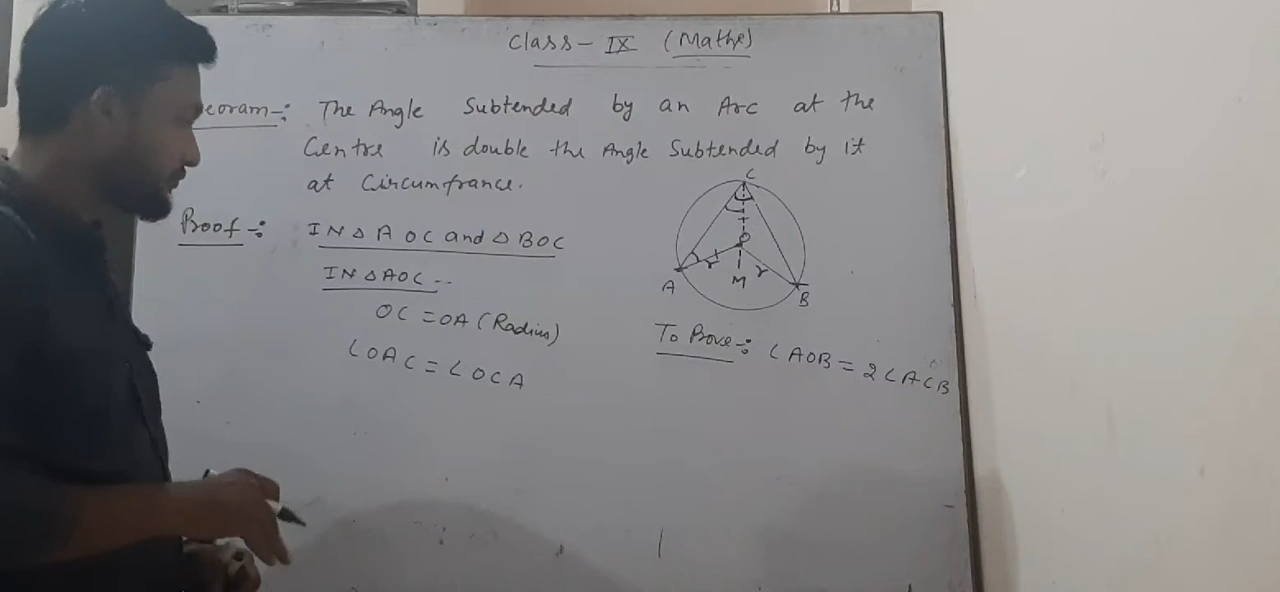 Class - IX (Maths)
eoram-: The Angle Subtended by an Arc at the
Centre is double the Angle Subtended by it
at Circumfrance.
Proof-: IN △ AOC and △ BOC
IN △AOC --
OC = OA (Radius)
∠OAC = ∠OCA
C
O
r
r
A
M
B
To Prove-: ∠AOB = 2∠ACB